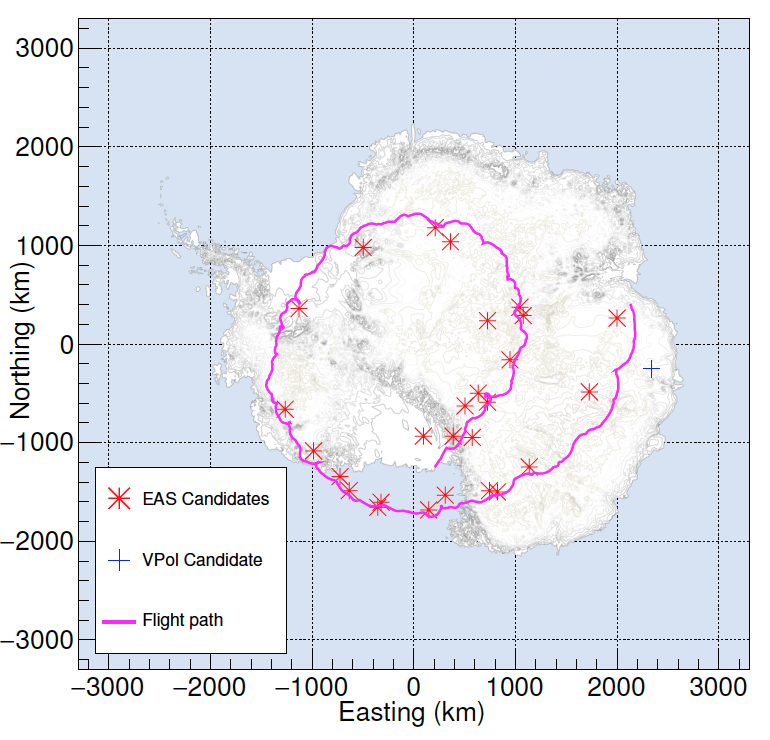 3000
2000
1000
0
−1000
−2000
−3000
Northing (km)
EAS Candidates
VPol Candidate
Flight path
−3000 −2000 −1000 0 1000 2000 3000
Easting (km)